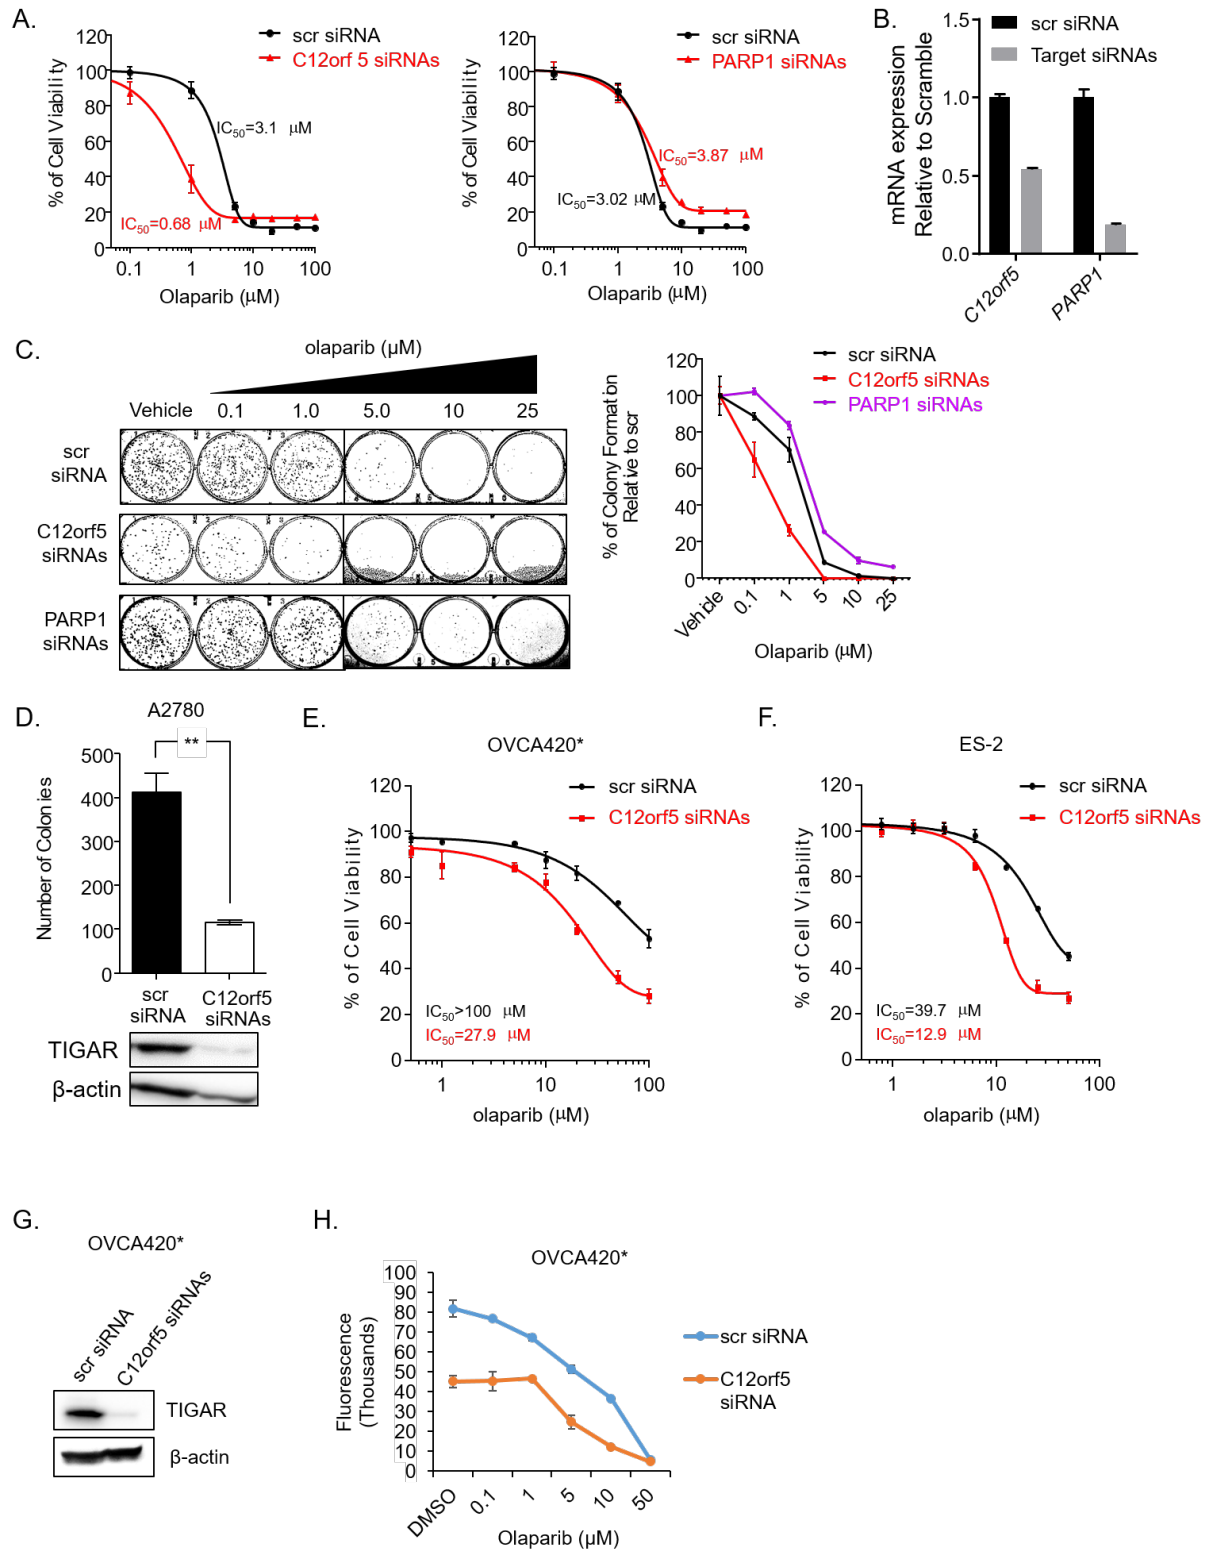 A.
120
100
80
60
40
20
0
% of Cell Viability
scr siRNA
C12orf 5 siRNAs
IC50=3.1 μM
IC50=0.68 μM
0.1 1 10 100
Olaparib (μM)
120
100
80
60
40
20
0
% of Cell Viability
scr siRNA
PARP1 siRNAs
IC50=3.87 μM
IC50=3.02 μM
0.1 1 10 100
Olaparib (μM)
B.
1.5
1.0
0.5
0.0
mRNA expression
Relative to Scramble
scr siRNA
Target siRNAs
C12orf5
PARP1
C.
olaparib (μM)
Vehicle 0.1 1.0 5.0 10 25
scr
siRNA
C12orf5
siRNAs
PARP1
siRNAs
120
100
80
60
40
20
0
% of Colony Formation
Relative to scr
scr siRNA
C12orf5 siRNAs
PARP1 siRNAs
Vehicle 0.1 1 5 10 25
Olaparib (μM)
D.
A2780
**
500
400
300
200
100
0
Number of Colonies
scr
siRNA
C12orf5
siRNAs
TIGAR
β-actin
E.
OVCA420*
120
100
80
60
40
20
0
% of Cell Viability
scr siRNA
C12orf5 siRNAs
IC50>100 μM
IC50=27.9 μM
1 10 100
olaparib (μM)
F.
ES-2
120
100
80
60
40
20
0
% of Cell Viability
scr siRNA
C12orf5 siRNAs
IC50=39.7 μM
IC50=12.9 μM
1 10 100
olaparib (μM)
G.
OVCA420*
scr siRNA
C12orf5 siRNAs
TIGAR
β-actin
H.
OVCA420*
100
90
80
70
60
50
40
30
20
10
0
Fluorescence
(Thousands)
scr siRNA
C12orf5
siRNA
DMSO 0.1 1 5 10 50
Olaparib (μM)